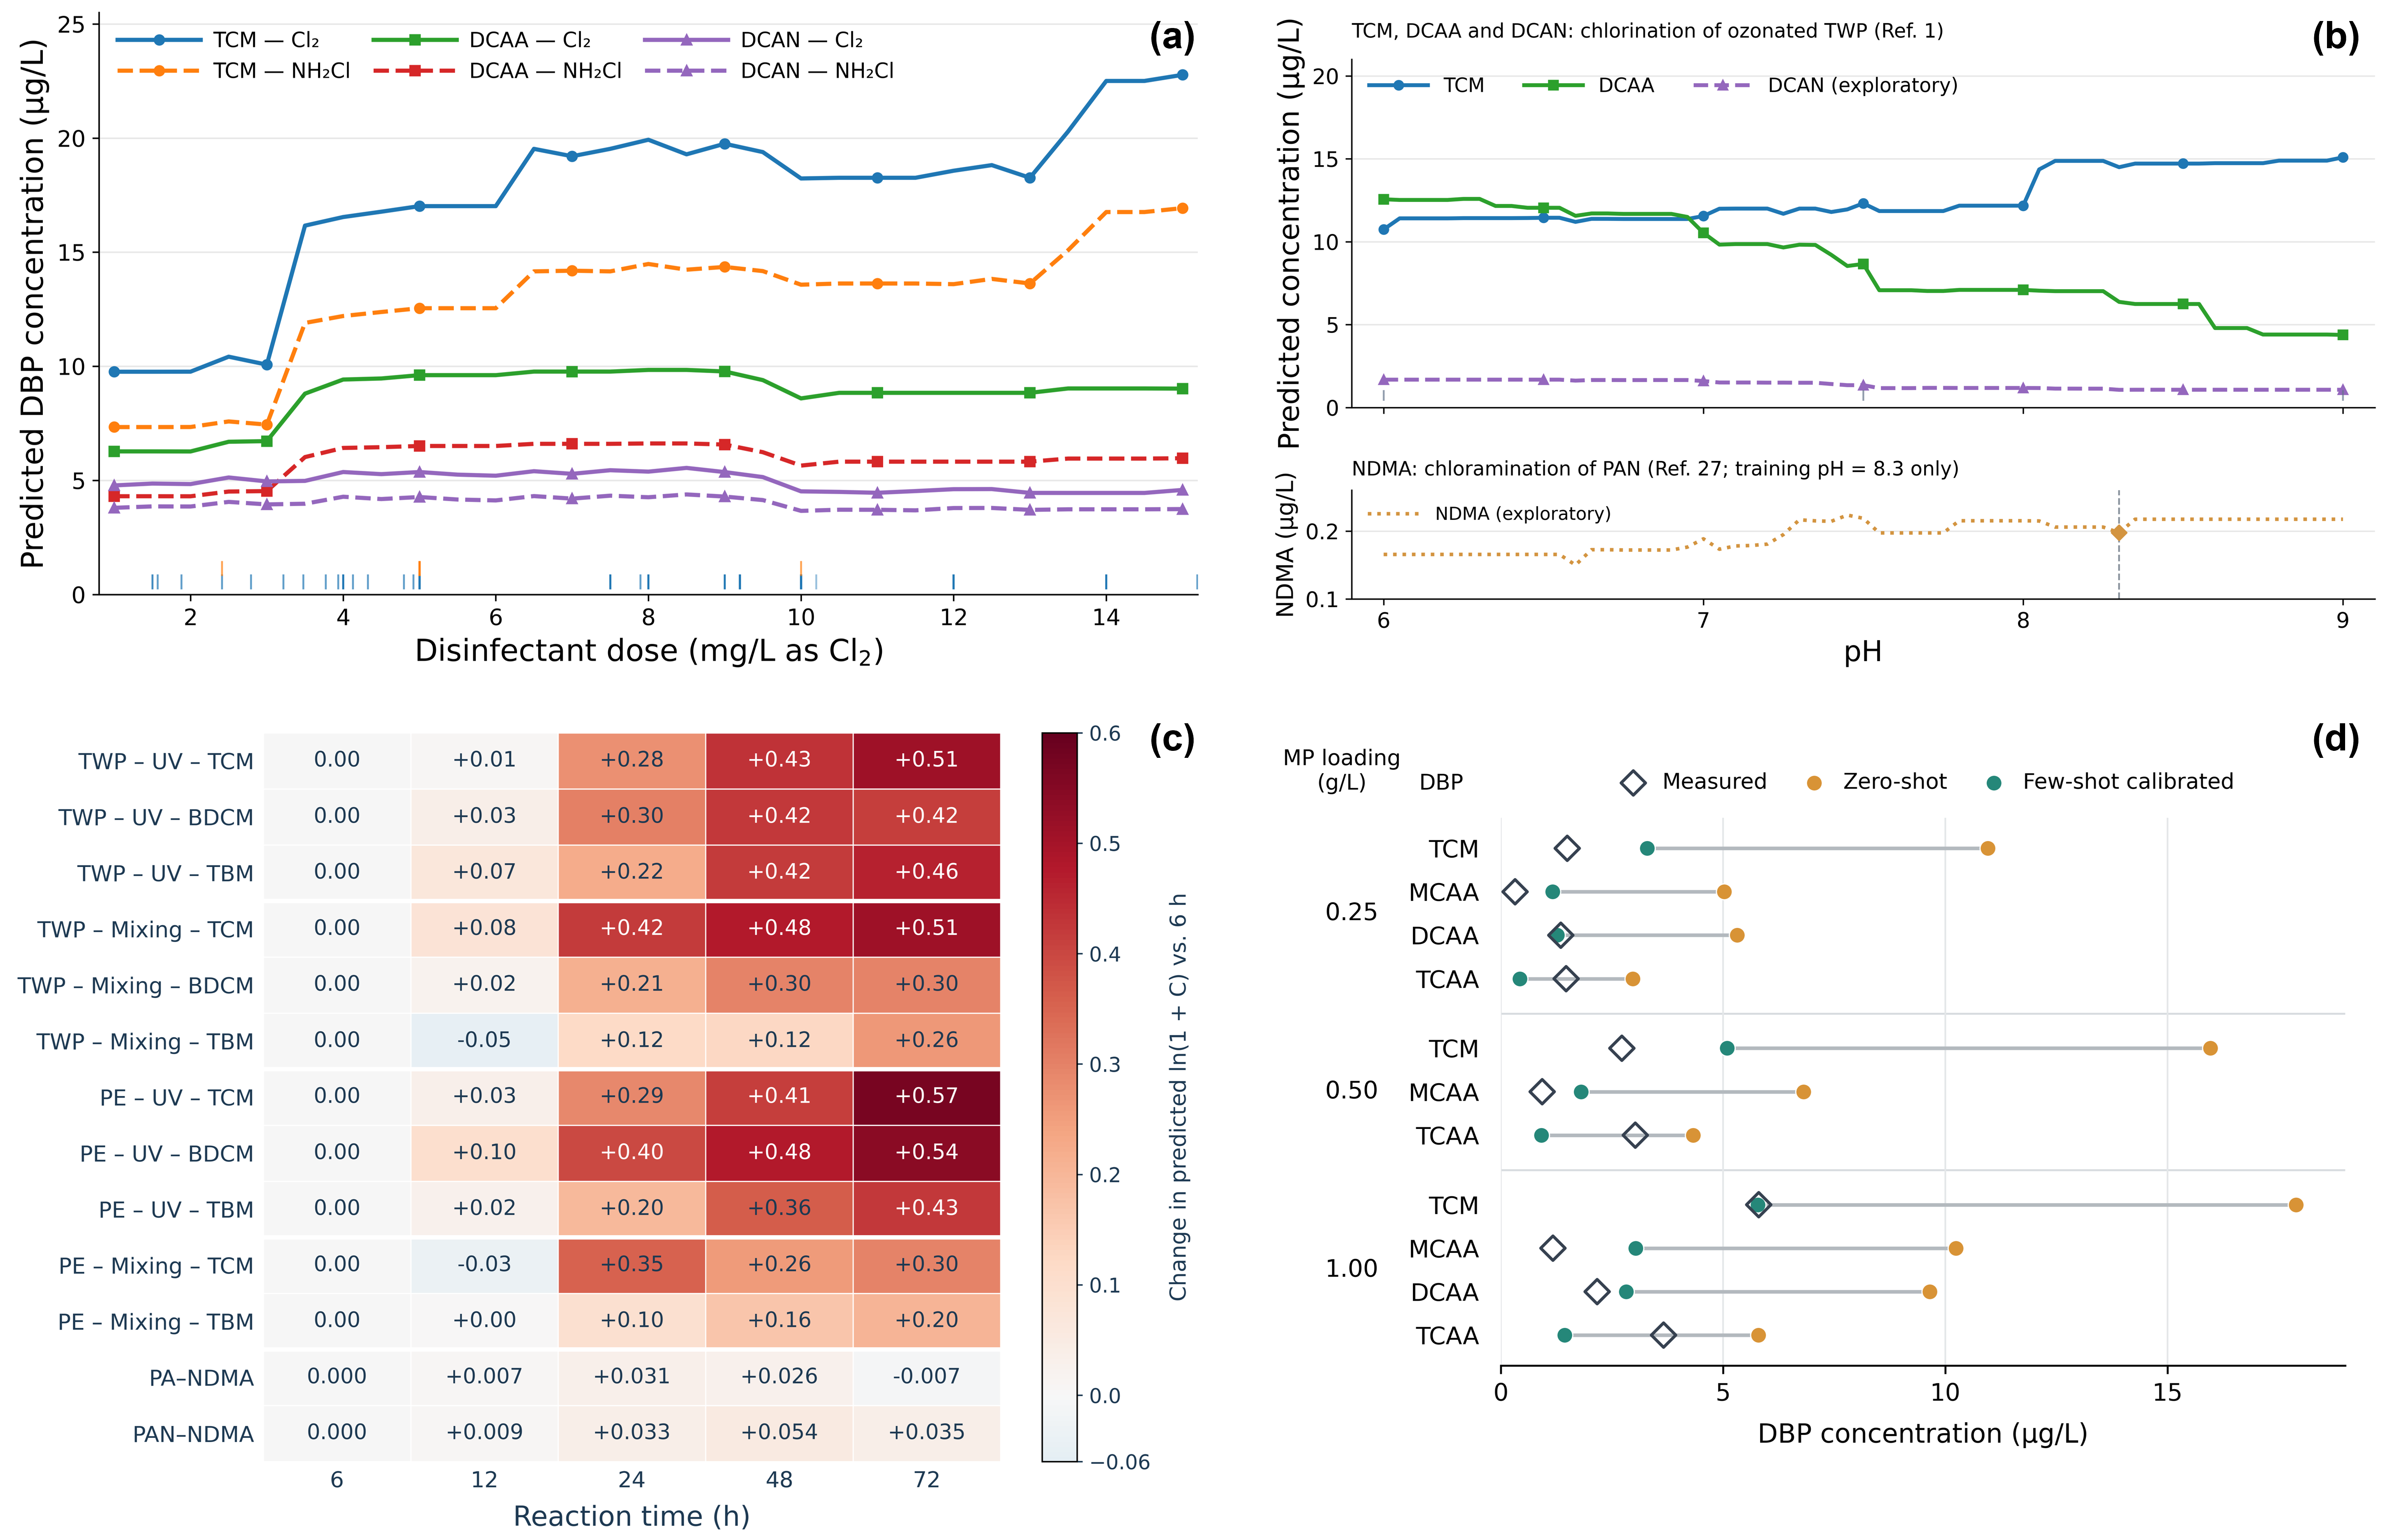 (a)
Predicted DBP concentration (µg/L)
25
20
15
10
5
0
TCM — Cl₂
DCAA — Cl₂
DCAN — Cl₂
TCM — NH₂Cl
DCAA — NH₂Cl
DCAN — NH₂Cl
2 4 6 8 10 12 14
Disinfectant dose (mg/L as Cl₂)
(b)
TCM, DCAA and DCAN: chlorination of ozonated TWP (Ref. 1)
Predicted concentration (µg/L)
TCM DCAA DCAN (exploratory)
20
15
10
5
0
NDMA: chloramination of PAN (Ref. 27; training pH = 8.3 only)
NDMA (µg/L)
NDMA (exploratory)
0.2
0.1
6 7 8 9
pH
(c)
TWP – UV – TCM 0.00 +0.01 +0.28 +0.43 +0.51
TWP – UV – BDCM 0.00 +0.03 +0.30 +0.42 +0.42
TWP – UV – TBM 0.00 +0.07 +0.22 +0.42 +0.46
TWP – Mixing – TCM 0.00 +0.08 +0.42 +0.48 +0.51
TWP – Mixing – BDCM 0.00 +0.02 +0.21 +0.30 +0.30
TWP – Mixing – TBM 0.00 -0.05 +0.12 +0.12 +0.26
PE – UV – TCM 0.00 +0.03 +0.29 +0.41 +0.57
PE – UV – BDCM 0.00 +0.10 +0.40 +0.48 +0.54
PE – UV – TBM 0.00 +0.02 +0.20 +0.36 +0.43
PE – Mixing – TCM 0.00 -0.03 +0.35 +0.26 +0.30
PE – Mixing – TBM 0.00 +0.00 +0.10 +0.16 +0.20
PA–NDMA 0.000 +0.007 +0.031 +0.026 -0.007
PAN–NDMA 0.000 +0.009 +0.033 +0.054 +0.035
6 12 24 48 72
Reaction time (h)
0.6
0.5
0.4
0.3
0.2
0.1
0.0
−0.06
Change in predicted ln(1 + C) vs. 6 h
(d)
MP loading
(g/L)
DBP
Measured Zero-shot Few-shot calibrated
0.25
TCM
MCAA
DCAA
TCAA
0.50
TCM
MCAA
TCAA
1.00
TCM
MCAA
DCAA
TCAA
0 5 10 15
DBP concentration (µg/L)